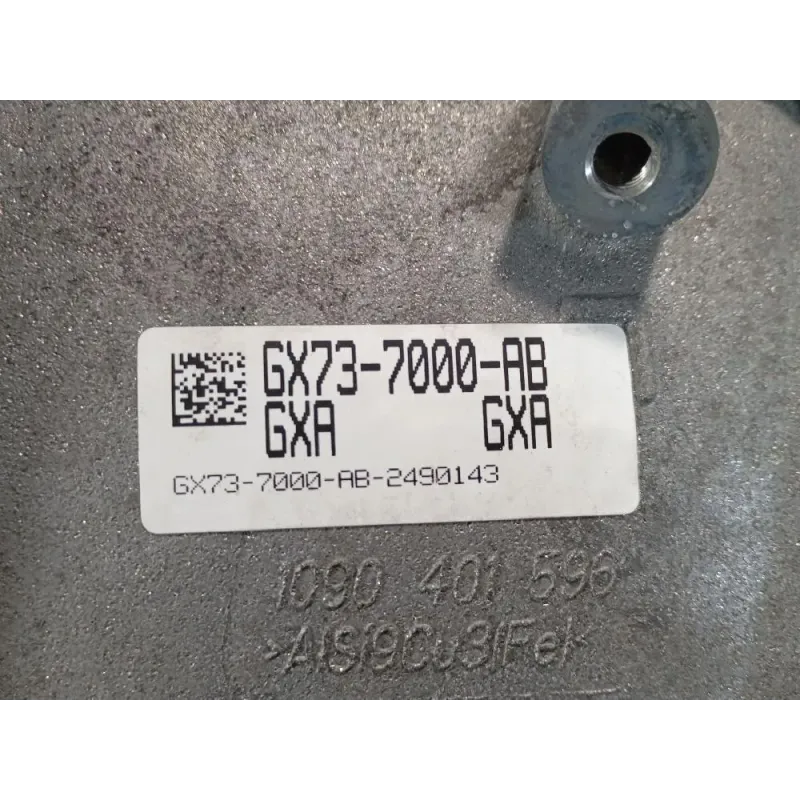 GX73-7000-AB
GXA GXA
GX73-7000-AB-2490143
1090 401 596
>AlSi9Cu3(Fe)<